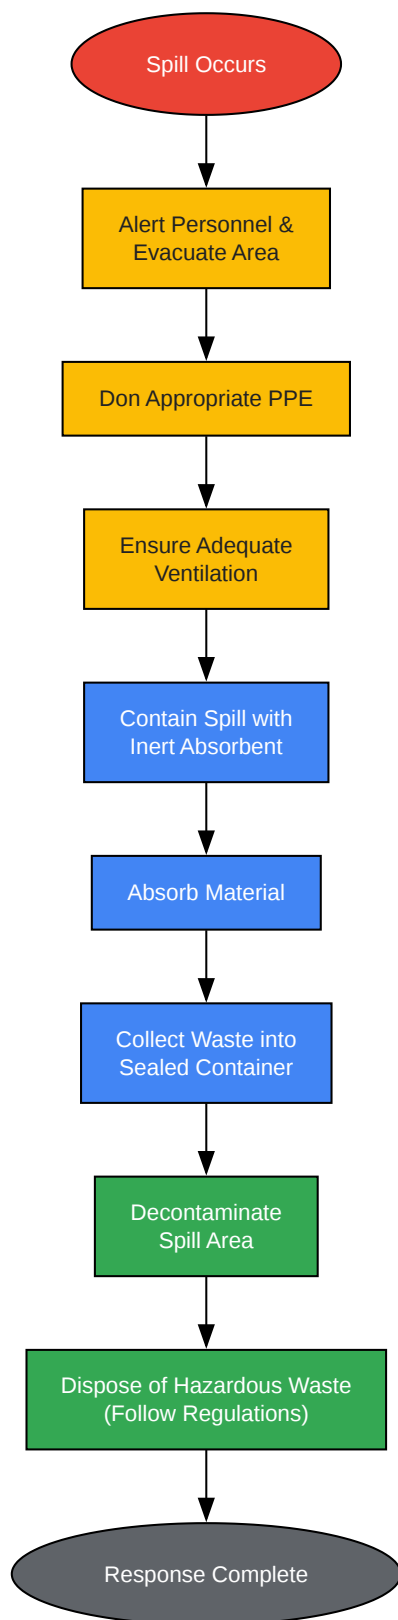 Spill Occurs
Alert Personnel &
Evacuate Area
Don Appropriate PPE
Ensure Adequate
Ventilation
Contain Spill with
Inert Absorbent
Absorb Material
Collect Waste into
Sealed Container
Decontaminate
Spill Area
Dispose of Hazardous Waste
(Follow Regulations)
Response Complete